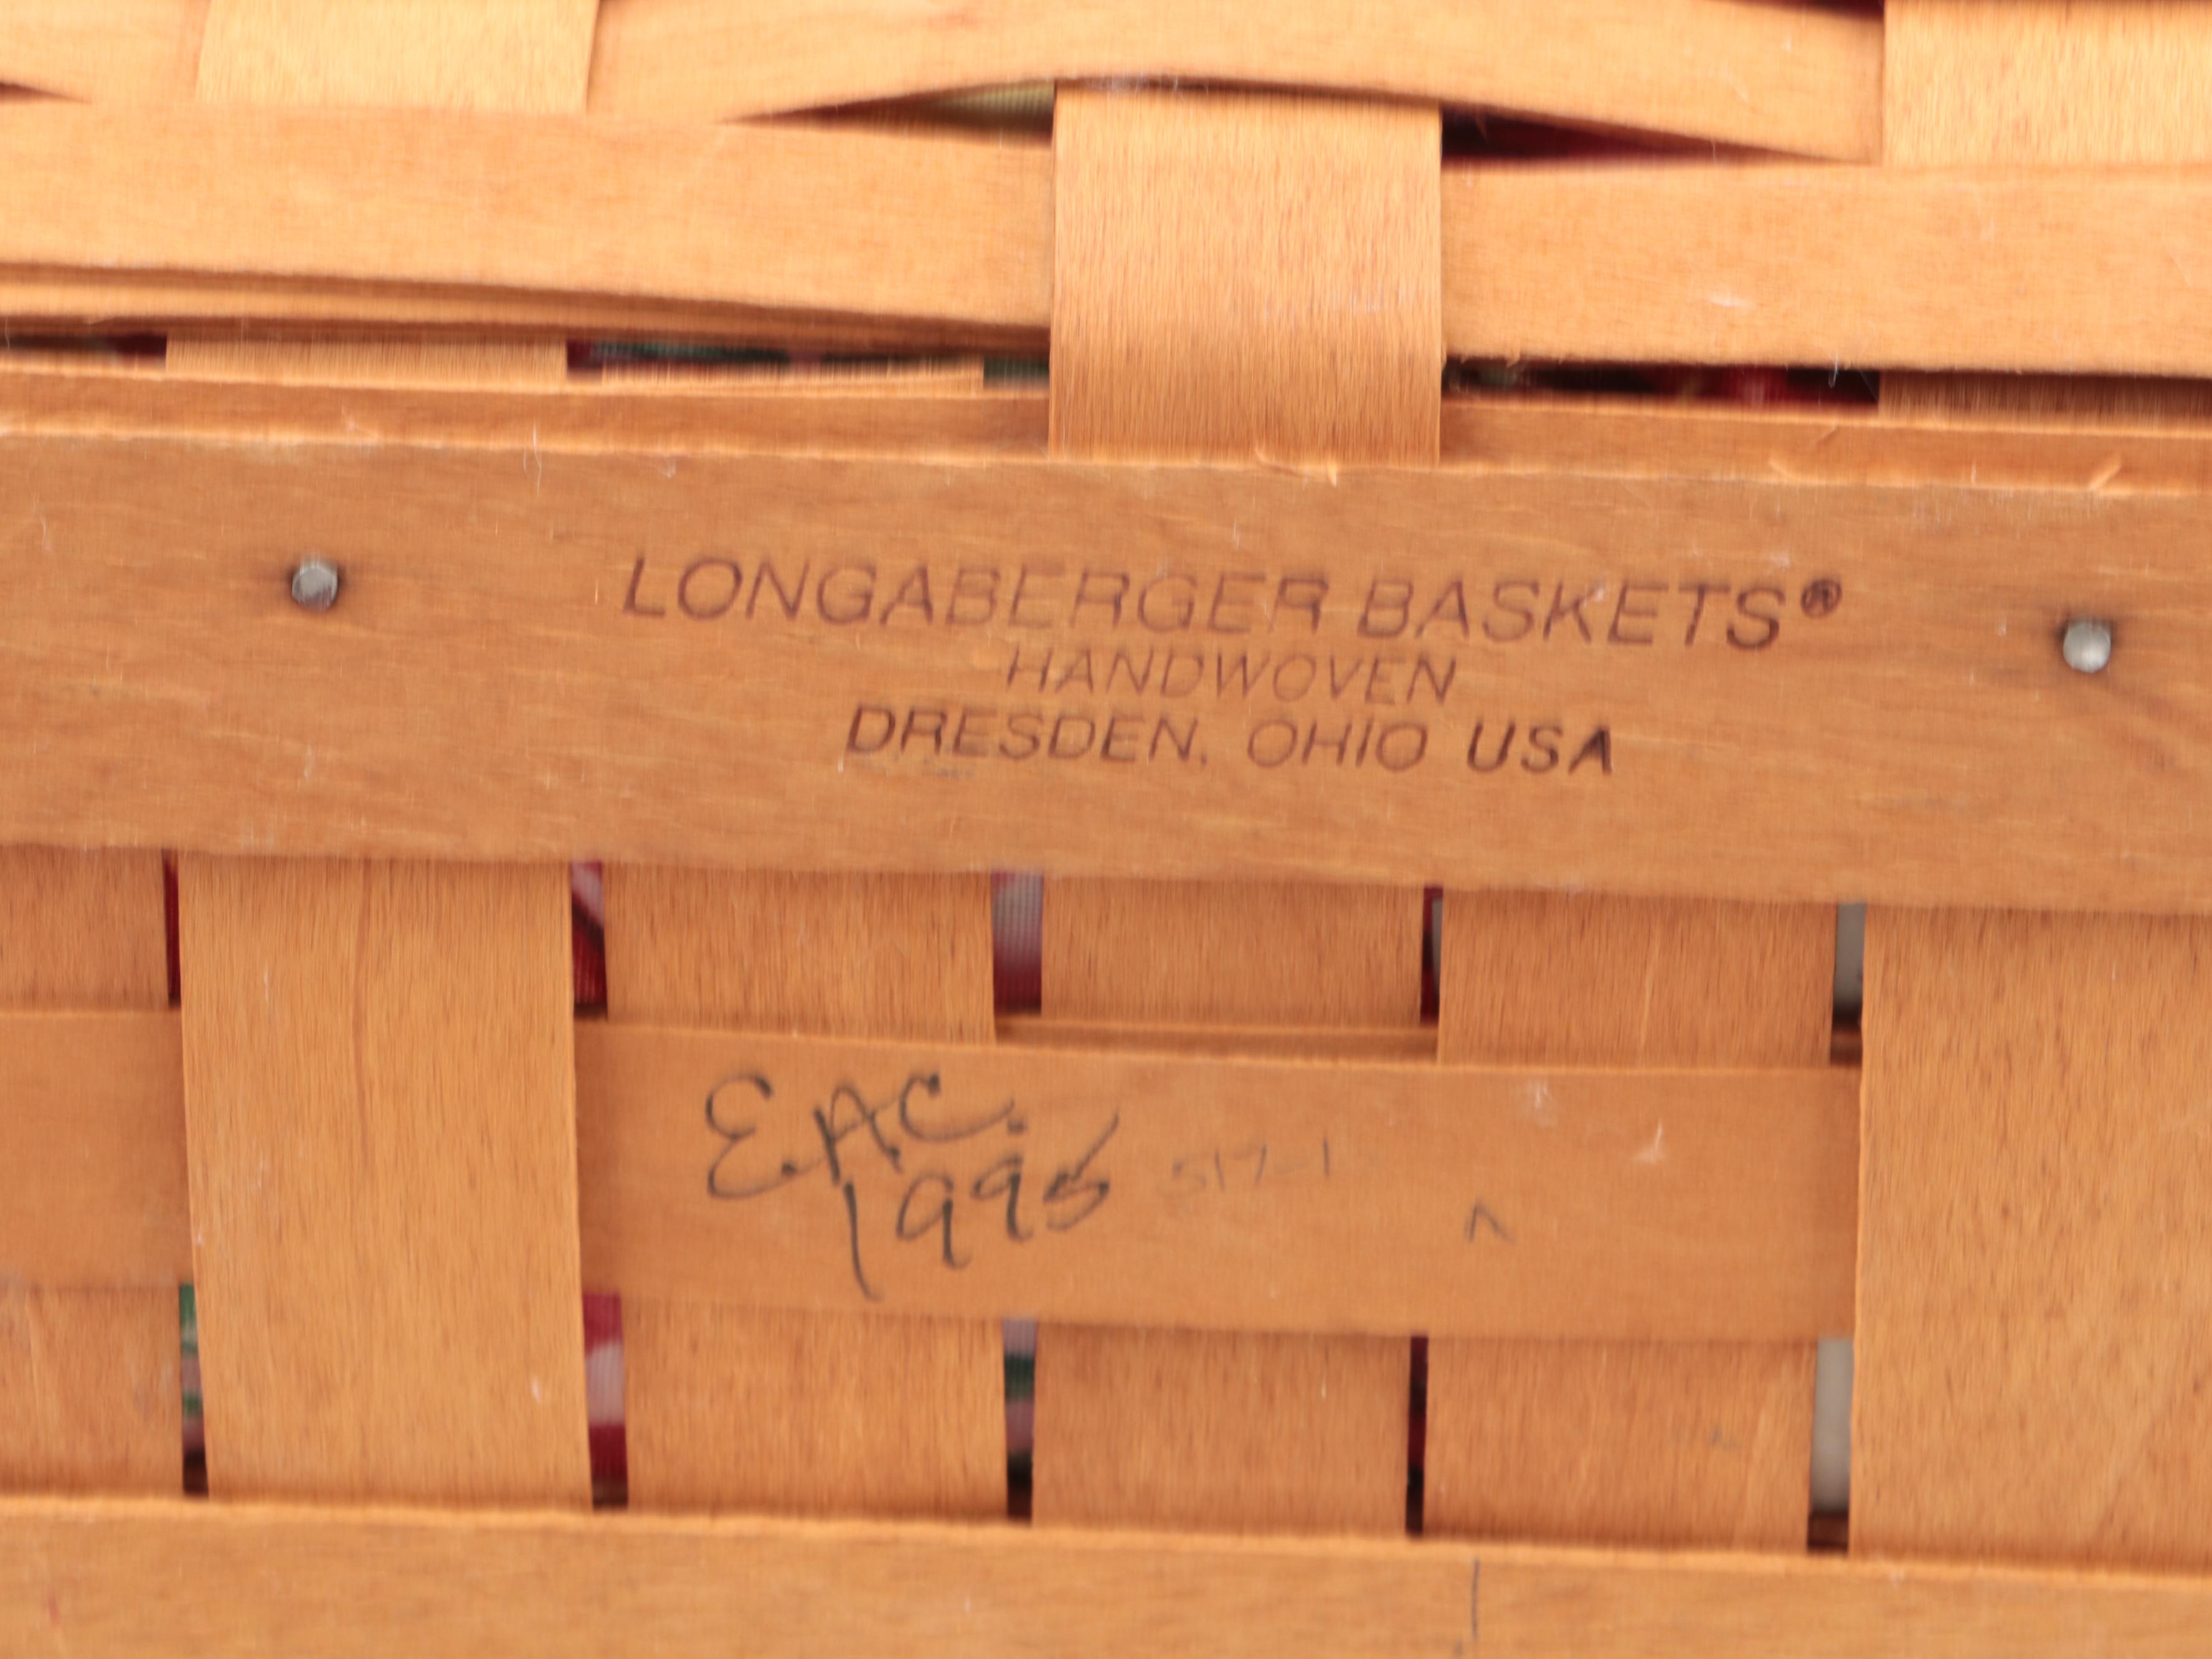 LONGABERGER BASKETS®
HANDWOVEN
DRESDEN, OHIO USA
E.A.C.
1995 517-1